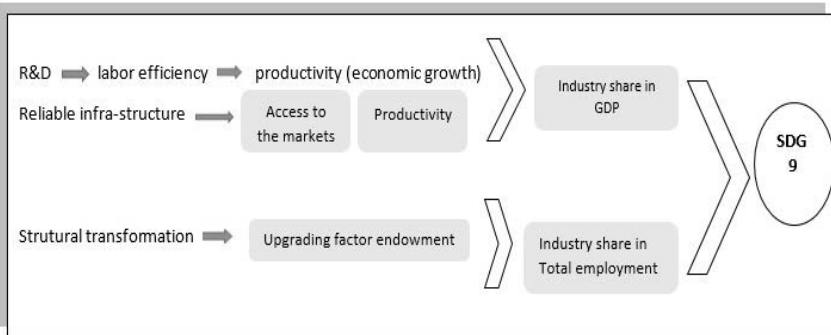 R&D labor efficiency productivity (economic growth)
Reliable infra-structure
Access to
the markets
Productivity
Industry share in
GDP
SDG
9
Strutural transformation
Upgrading factor endowment
Industry share in
Total employment